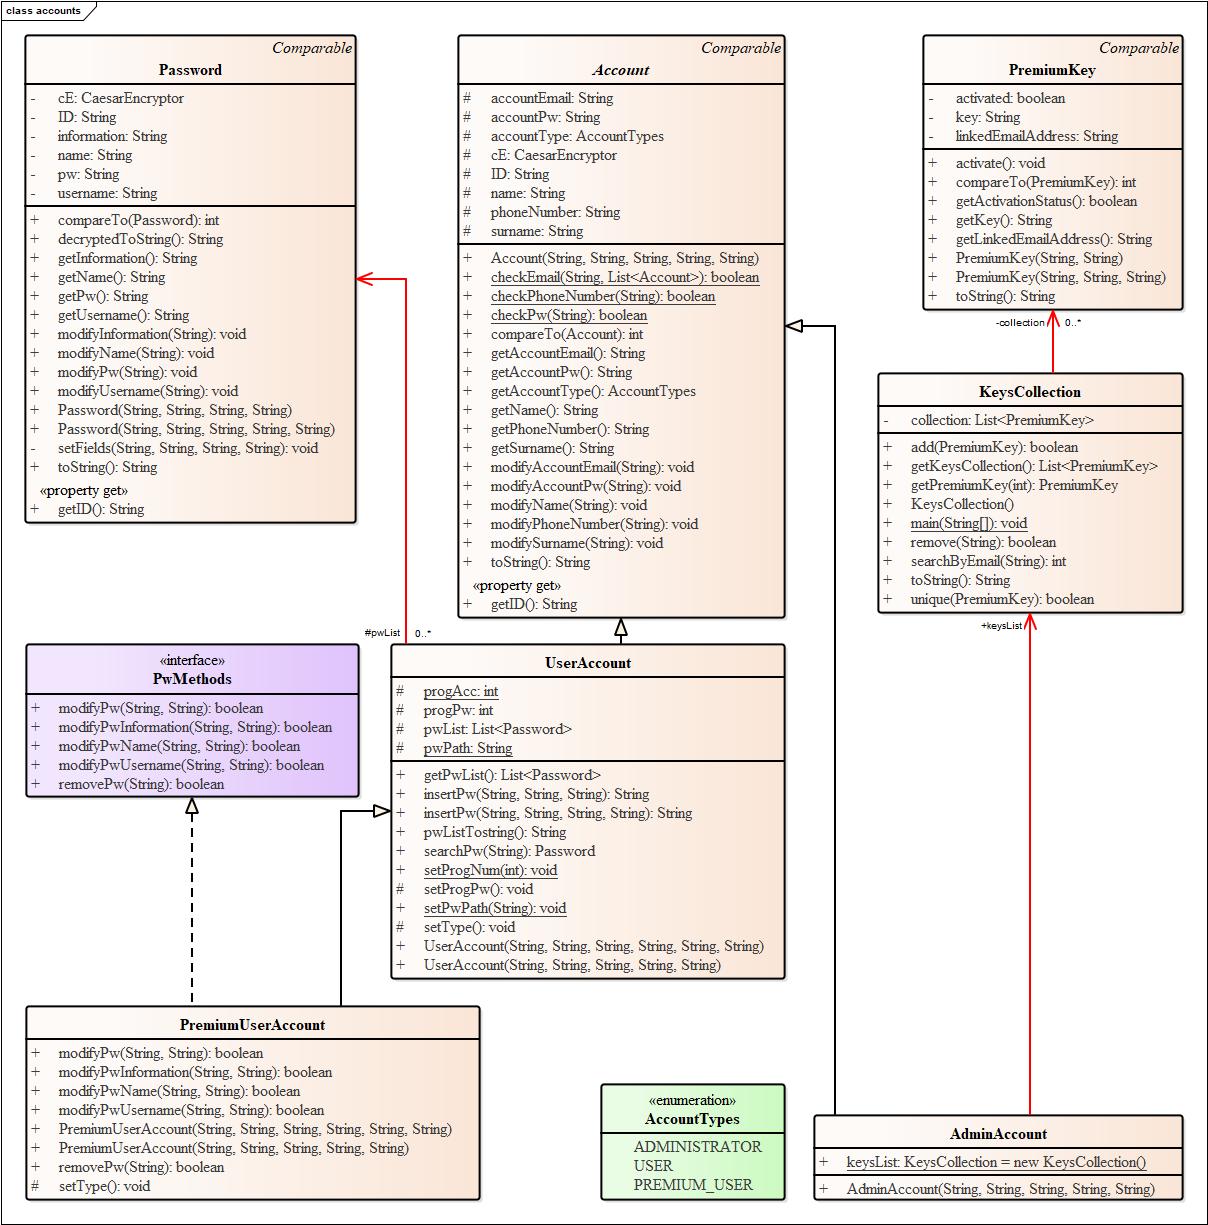 class accounts
Comparable
Password
- cE: CaesarEncryptor
- ID: String
- information: String
- name: String
- pw: String
- username: String
+ compareTo(Password): int
+ decryptedToString(): String
+ getInformation(): String
+ getName(): String
+ getPw(): String
+ getUsername(): String
+ modifyInformation(String): void
+ modifyName(String): void
+ modifyPw(String): void
+ modifyUsername(String): void
+ Password(String, String, String, String)
+ Password(String, String, String, String, String)
- setFields(String, String, String, String): void
+ toString(): String
«property get»
+ getID(): String
Comparable
Account
# accountEmail: String
# accountPw: String
# accountType: AccountTypes
# cE: CaesarEncryptor
# ID: String
# name: String
# phoneNumber: String
# surname: String
+ Account(String, String, String, String, String)
+ checkEmail(String, List<Account>): boolean
+ checkPhoneNumber(String): boolean
+ checkPw(String): boolean
+ compareTo(Account): int
+ getAccountEmail(): String
+ getAccountPw(): String
+ getAccountType(): AccountTypes
+ getName(): String
+ getPhoneNumber(): String
+ getSurname(): String
+ modifyAccountEmail(String): void
+ modifyAccountPw(String): void
+ modifyName(String): void
+ modifyPhoneNumber(String): void
+ modifySurname(String): void
+ toString(): String
«property get»
+ getID(): String
Comparable
PremiumKey
- activated: boolean
- key: String
- linkedEmailAddress: String
+ activate(): void
+ compareTo(PremiumKey): int
+ getActivationStatus(): boolean
+ getKey(): String
+ getLinkedEmailAddress(): String
+ PremiumKey(String, String)
+ PremiumKey(String, String, String)
+ toString(): String
-collection 0..*
KeysCollection
- collection: List<PremiumKey>
+ add(PremiumKey): boolean
+ getKeysCollection(): List<PremiumKey>
+ getPremiumKey(int): PremiumKey
+ KeysCollection()
+ main(String[]): void
+ remove(String): boolean
+ searchByEmail(String): int
+ toString(): String
+ unique(PremiumKey): boolean
+keysList
#pwList 0..*
«interface»
PwMethods
+ modifyPw(String, String): boolean
+ modifyPwInformation(String, String): boolean
+ modifyPwName(String, String): boolean
+ modifyPwUsername(String, String): boolean
+ removePw(String): boolean
UserAccount
# progAcc: int
# progPw: int
# pwList: List<Password>
# pwPath: String
+ getPwList(): List<Password>
+ insertPw(String, String, String): String
+ insertPw(String, String, String, String): String
+ pwListTostring(): String
+ searchPw(String): Password
+ setProgNum(int): void
# setProgPw(): void
+ setPwPath(String): void
# setType(): void
+ UserAccount(String, String, String, String, String, String)
+ UserAccount(String, String, String, String, String)
PremiumUserAccount
+ modifyPw(String, String): boolean
+ modifyPwInformation(String, String): boolean
+ modifyPwName(String, String): boolean
+ modifyPwUsername(String, String): boolean
+ PremiumUserAccount(String, String, String, String, String, String)
+ PremiumUserAccount(String, String, String, String, String)
+ removePw(String): boolean
# setType(): void
«enumeration»
AccountTypes
ADMINISTRATOR
USER
PREMIUM_USER
AdminAccount
+ keysList: KeysCollection = new KeysCollection()
+ AdminAccount(String, String, String, String, String)